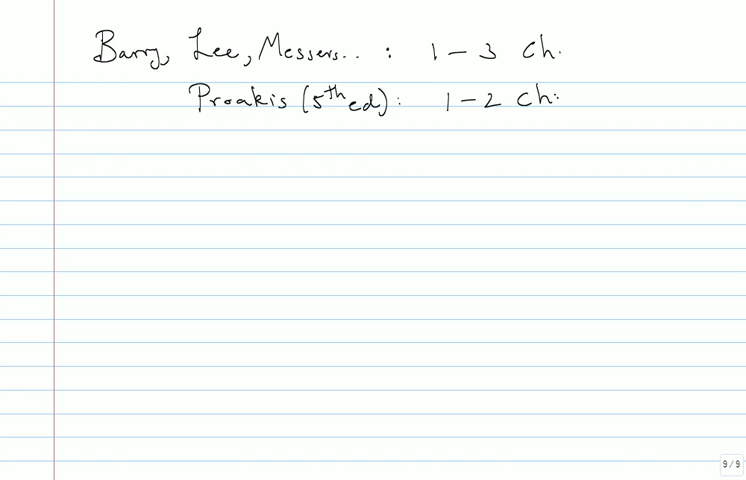 Barry, Lee, Messers.. : 1 - 3 Ch.
Proakis (5th ed) : 1 - 2 Ch.
9 / 9